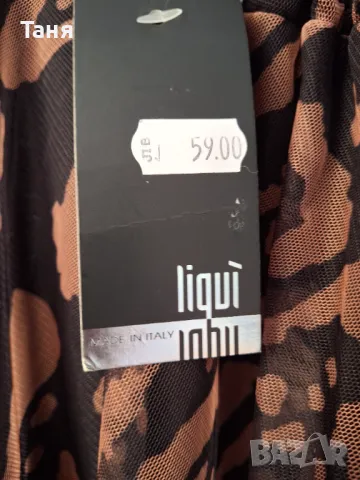 Таня
59.00
liquì
MADE IN ITALY
BAZAR